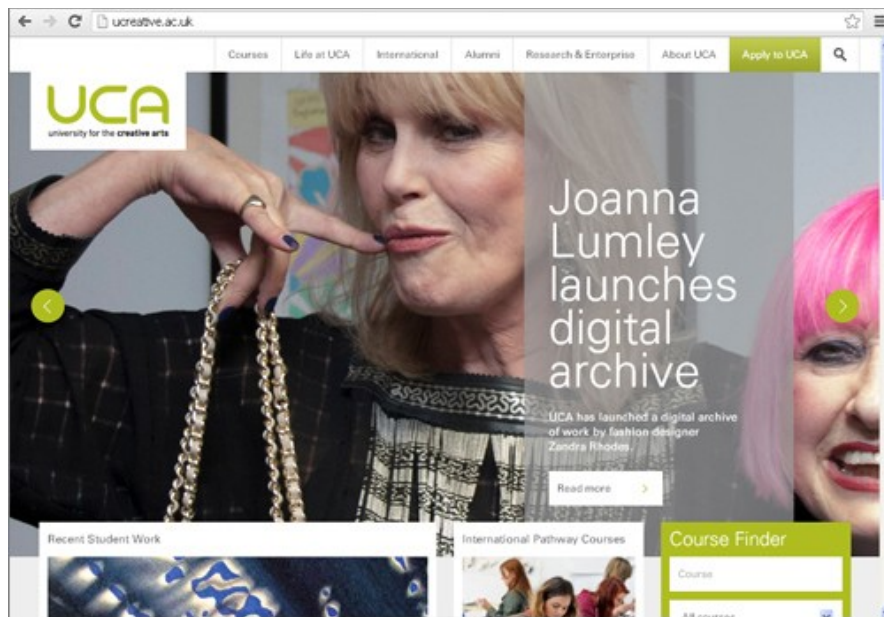 ucreative.ac.uk
Courses Life at UCA International Alumni Research & Enterprise About UCA Apply to UCA
UCA
university for the creative arts
Joanna
Lumley
launches
digital
archive
UCA has launched a digital archive
of work by fashion designer
Zandra Rhodes
Read more
Recent Student Work
International Pathway Courses
Course Finder
Course
All courses